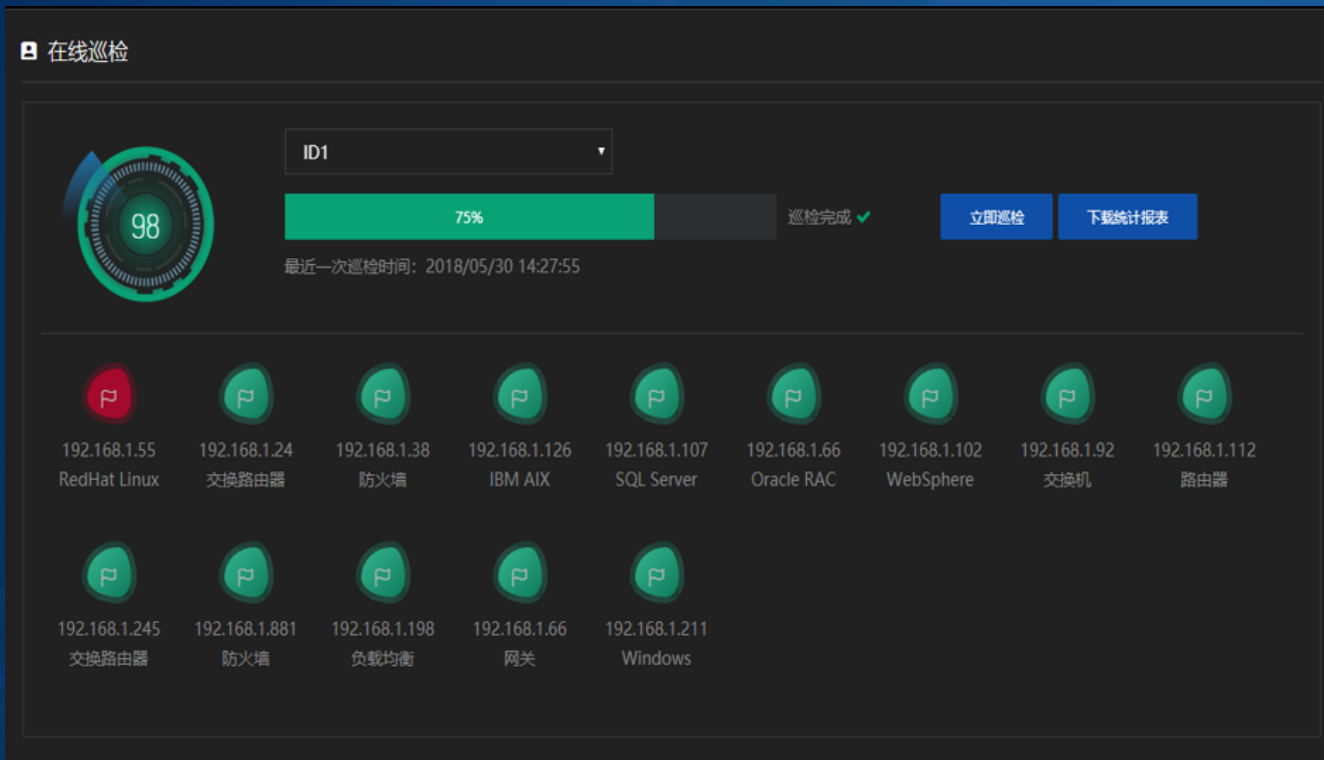 在线巡检
ID1
98
75%
巡检完成
立即巡检
下载统计报表
最近一次巡检时间：2018/05/30 14:27:55
192.168.1.55
RedHat Linux
192.168.1.24
交换路由器
192.168.1.38
防火墙
192.168.1.126
IBM AIX
192.168.1.107
SQL Server
192.168.1.66
Oracle RAC
192.168.1.102
WebSphere
192.168.1.92
交换机
192.168.1.112
路由器
192.168.1.245
交换路由器
192.168.1.881
防火墙
192.168.1.198
负载均衡
192.168.1.66
网关
192.168.1.211
Windows